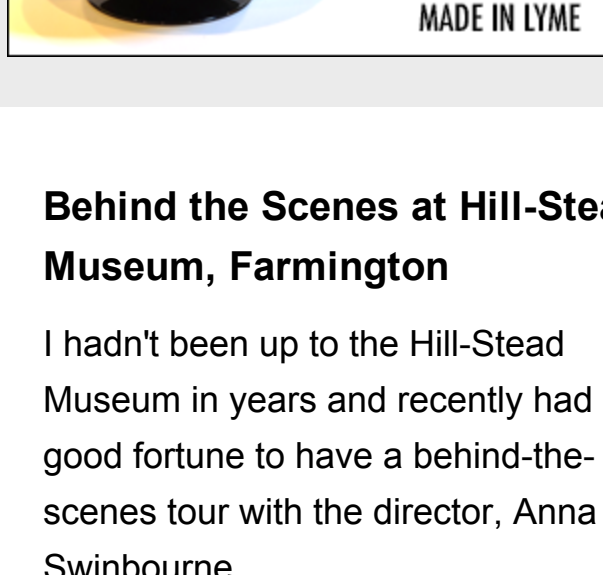 MADE IN LYME
Behind the Scenes at Hill-Stea
Museum, Farmington
I hadn't been up to the Hill-Stead
Museum in years and recently had
good fortune to have a behind-the-
scenes tour with the director, Anna
Swinbourne